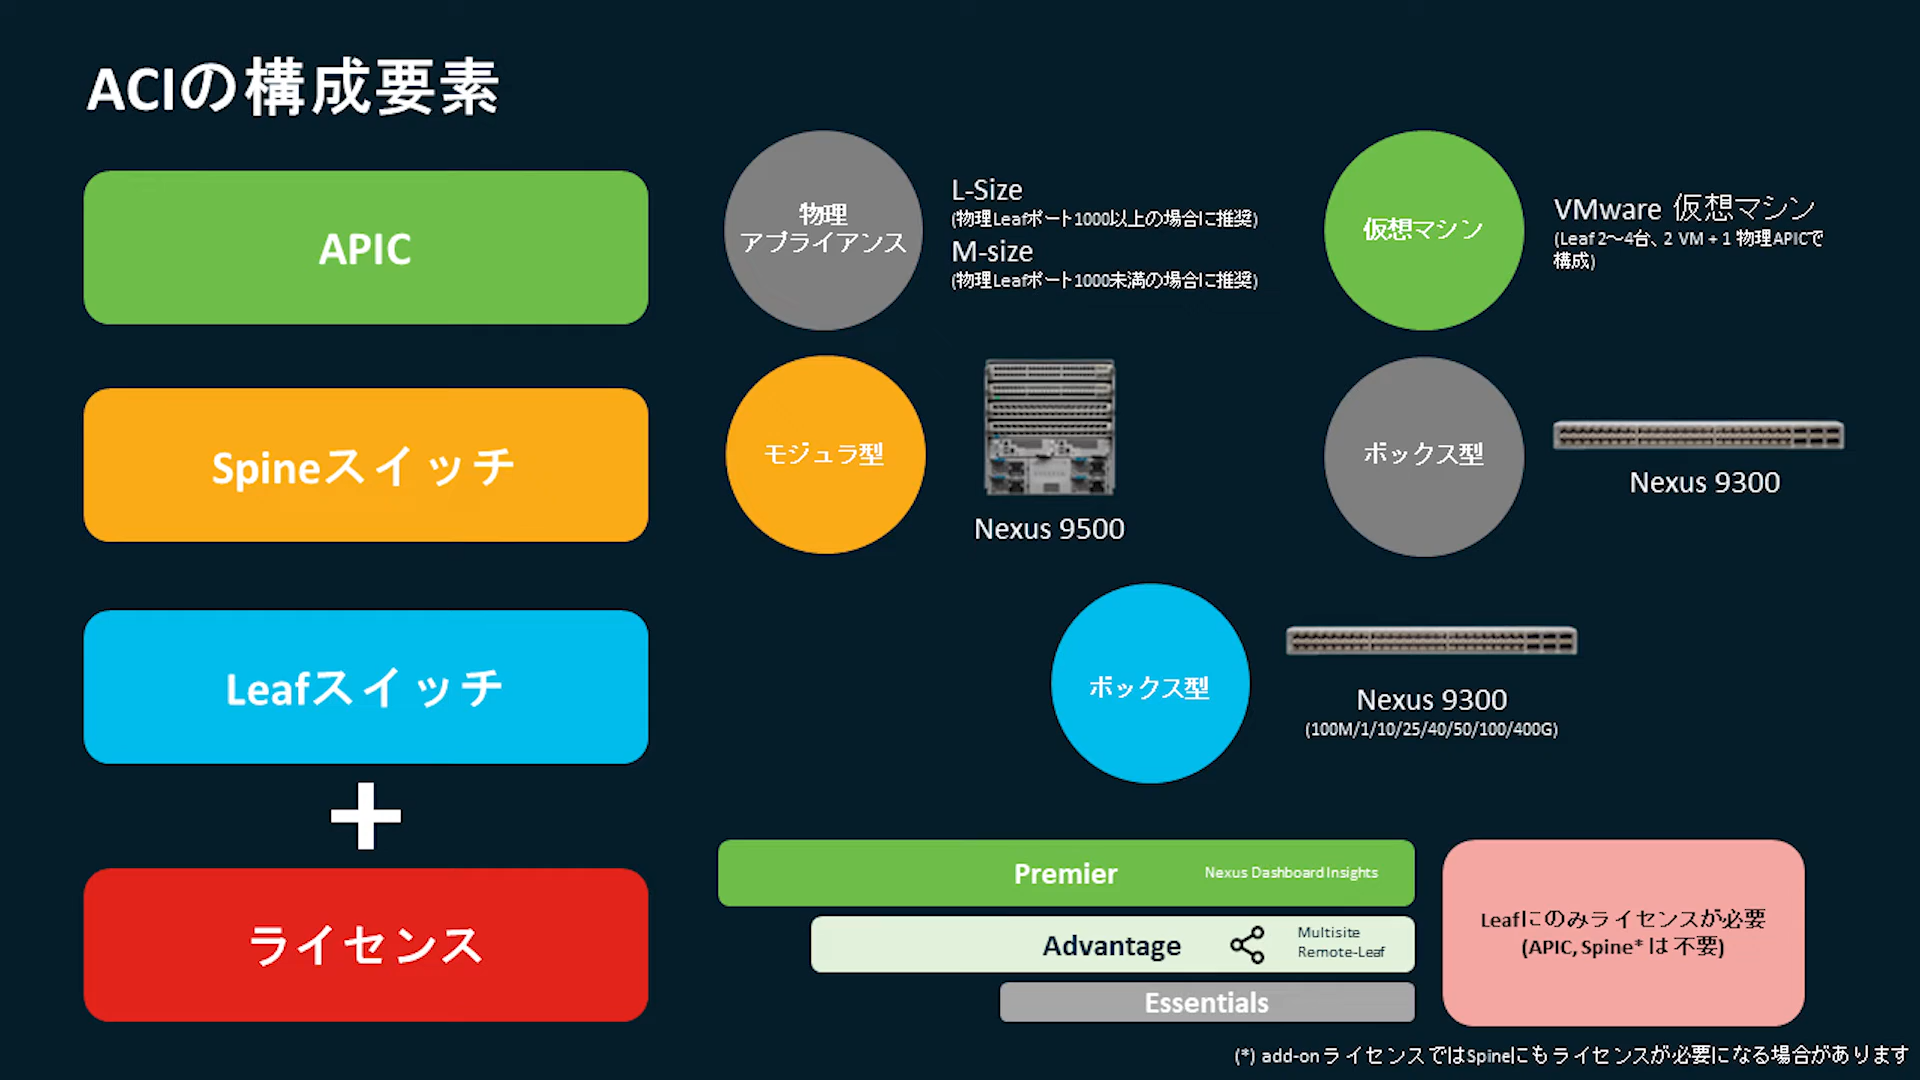 ACIの構成要素
APIC
物理
アプライアンス
L-Size
(物理Leafポート1000以上の場合に推奨)
M-size
(物理Leafポート1000未満の場合に推奨)
仮想マシン
VMware 仮想マシン
(Leaf 2～4台、2 VM + 1 物理APICで
構成)
Spineスイッチ
モジュラ型
Nexus 9500
ボックス型
Nexus 9300
Leafスイッチ
ボックス型
Nexus 9300
(100M/1/10/25/40/50/100/400G)
+
ライセンス
Premier
Nexus Dashboard Insights
Advantage
Multisite
Remote-Leaf
Essentials
Leafにのみライセンスが必要
(APIC, Spine* は 不要)
(*) add-on ライセンスではSpineにもライセンスが必要になる場合があります